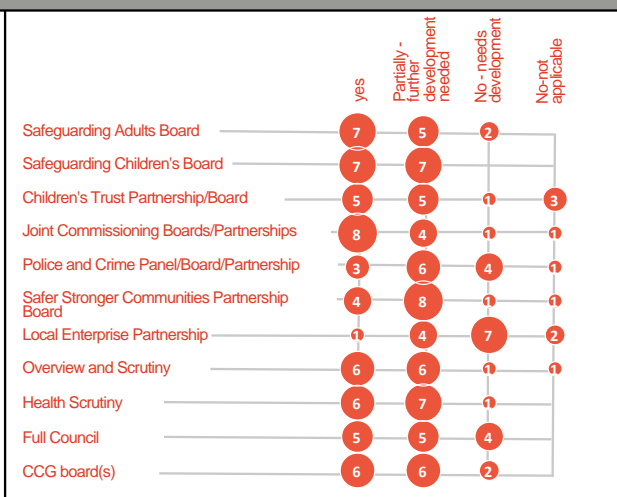 yes
Partially -
further
development
needed
No - needs
development
No-not
applicable
Safeguarding Adults Board 7 5 2
Safeguarding Children's Board 7 7
Children's Trust Partnership/Board 5 5 1 3
Joint Commissioning Boards/Partnerships 8 4 1 1
Police and Crime Panel/Board/Partnership 3 6 4 1
Safer Stronger Communities Partnership
Board 4 8 1 1
Local Enterprise Partnership 1 4 7 2
Overview and Scrutiny 6 6 1 1
Health Scrutiny 6 7 1
Full Council 5 5 4
CCG board(s) 6 6 2